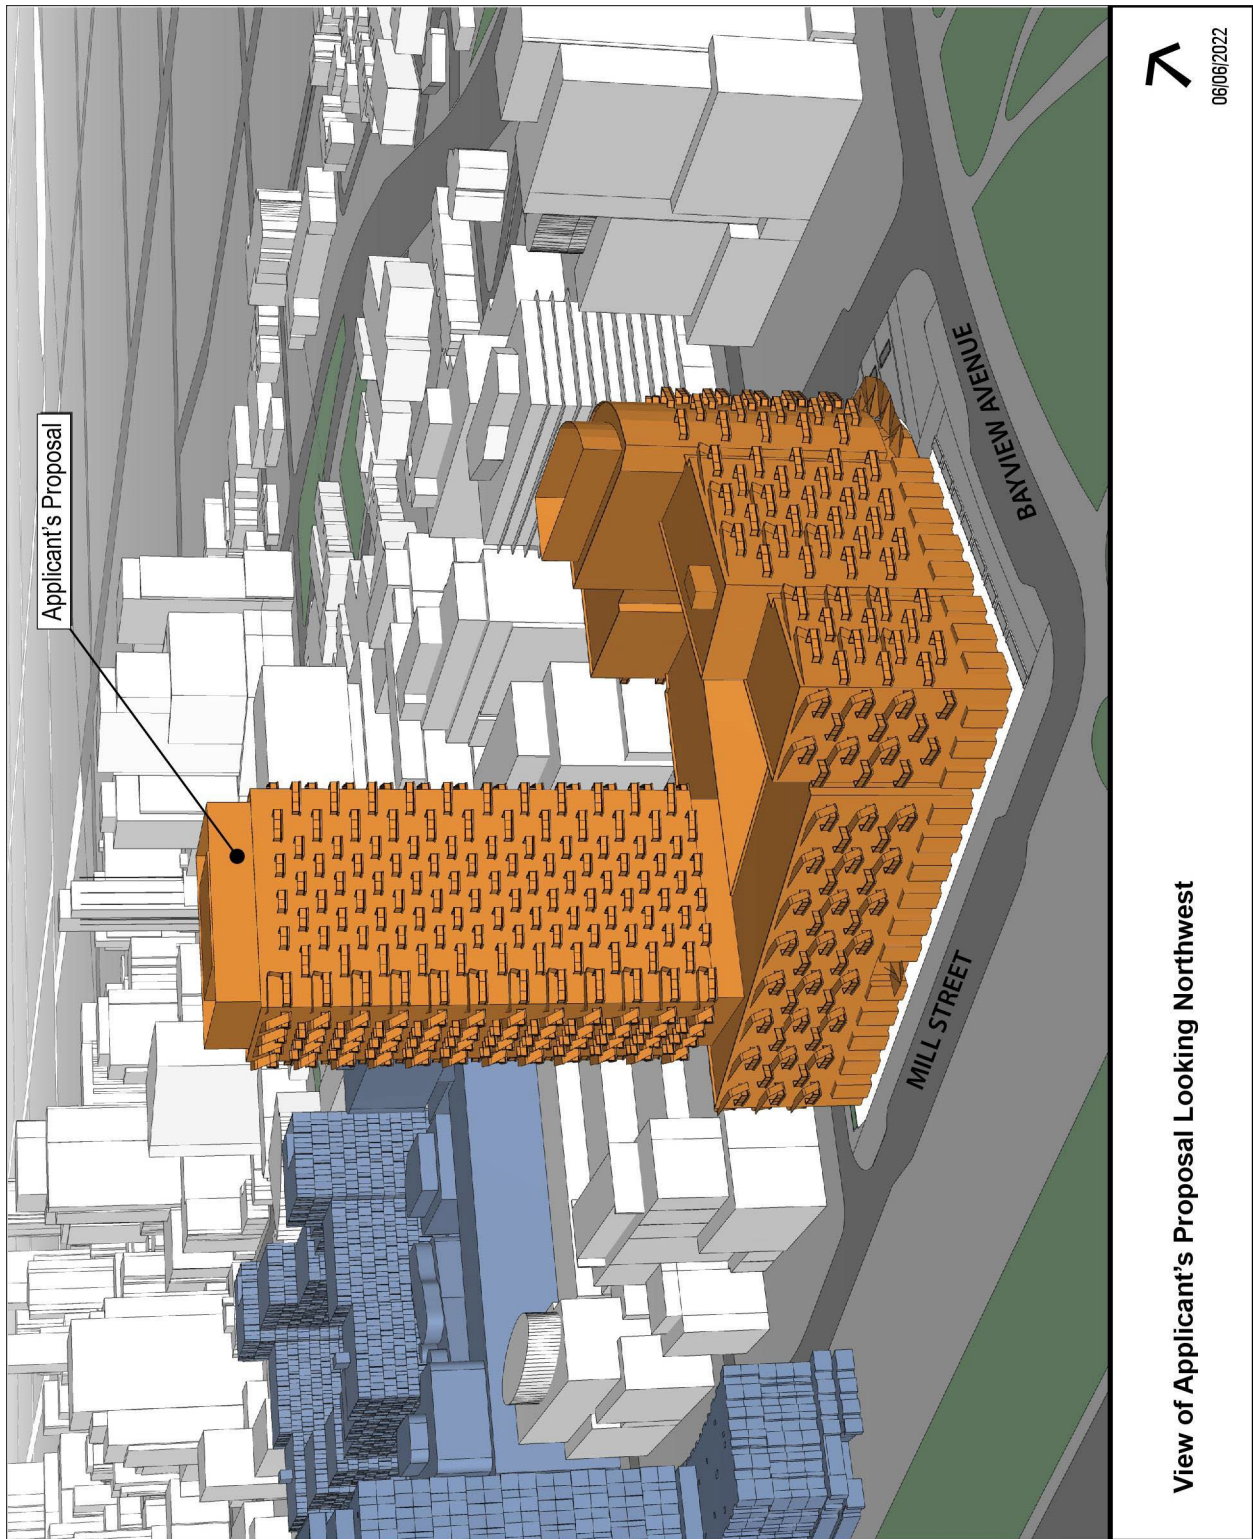 Applicant's Proposal
BAYVIEW AVENUE
MILL STREET
View of Applicant's Proposal Looking Northwest
06/06/2022